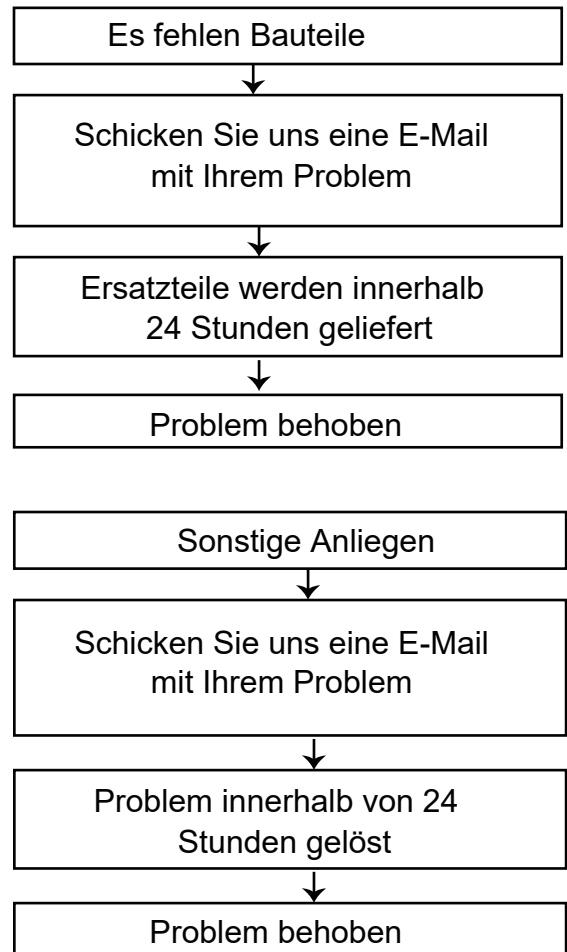 Es fehlen Bauteile
Schicken Sie uns eine E-Mail
mit Ihrem Problem
Ersatzteile werden innerhalb
24 Stunden geliefert
Problem behoben
Sonstige Anliegen
Schicken Sie uns eine E-Mail
mit Ihrem Problem
Problem innerhalb von 24
Stunden gelöst
Problem behoben